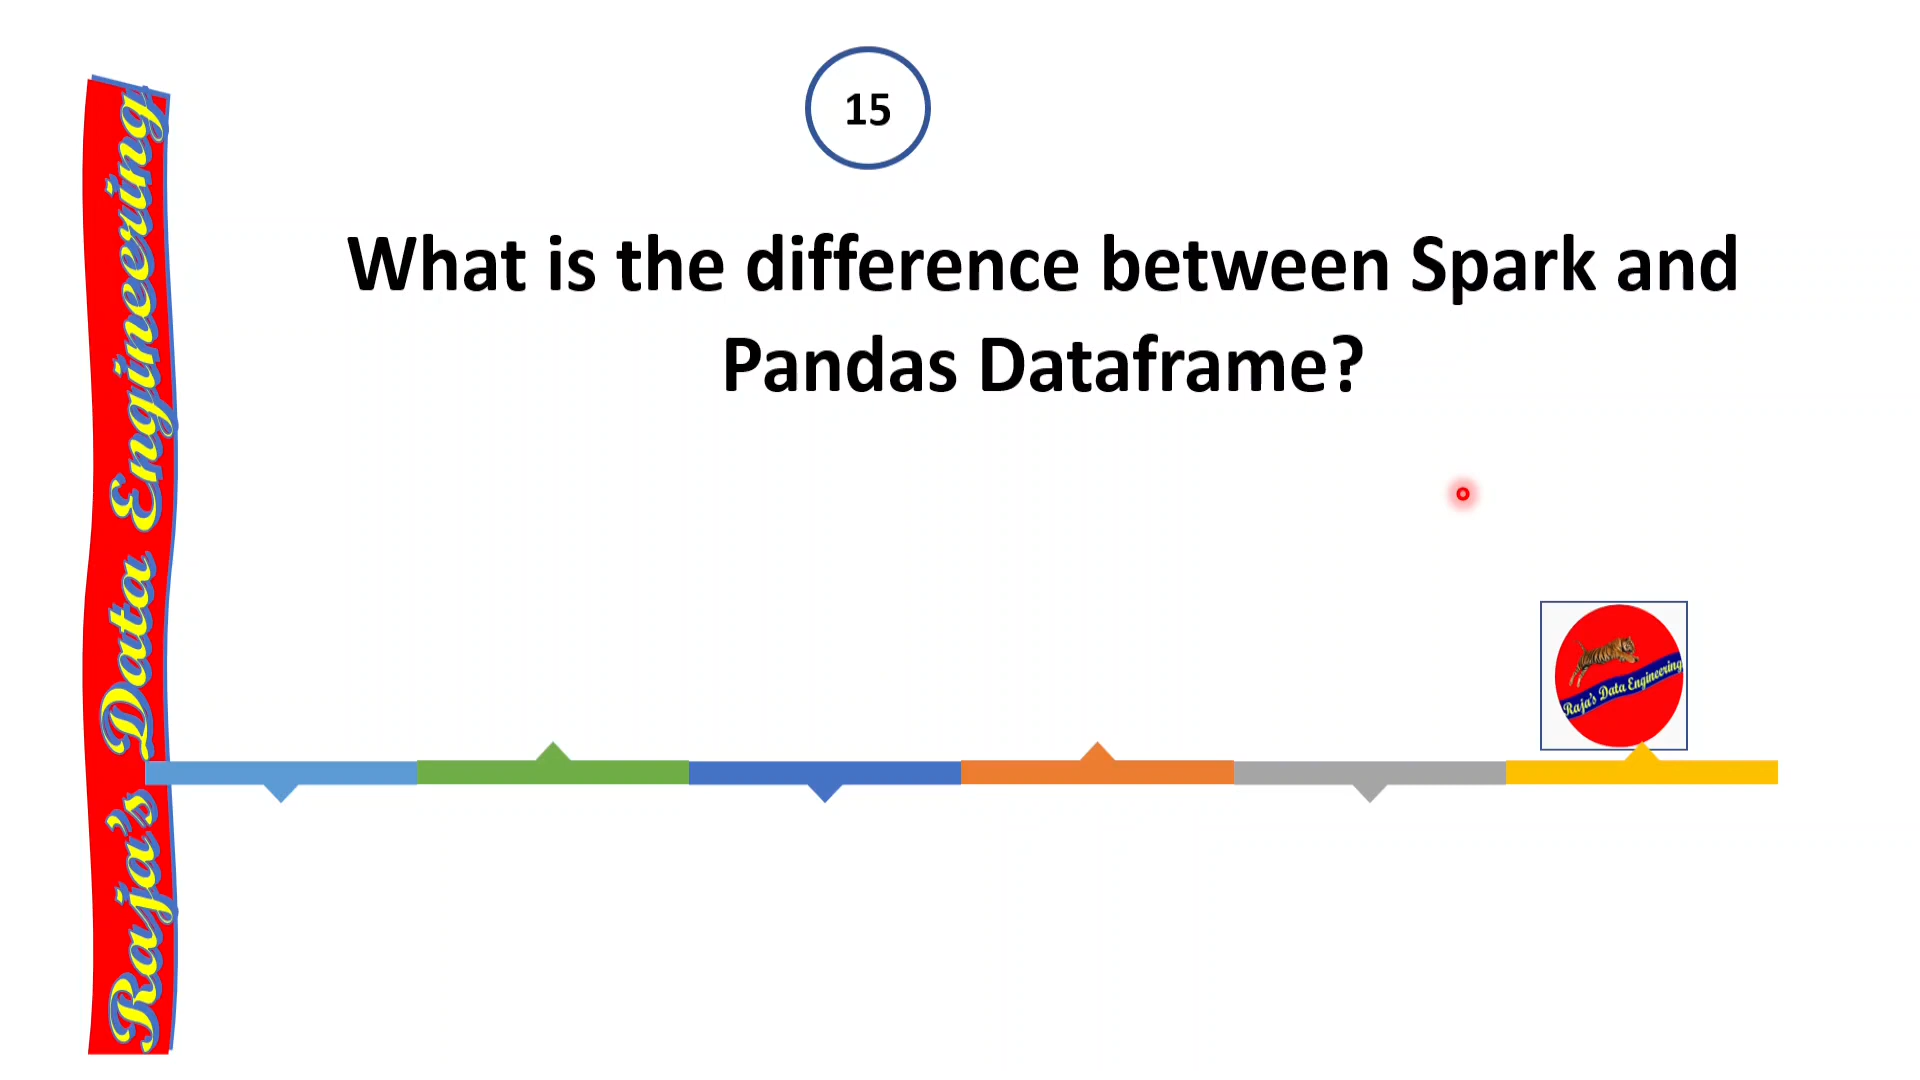 15
What is the difference between Spark and
Pandas Dataframe?
Raja's Data Engineering
Raja's Data Engineering